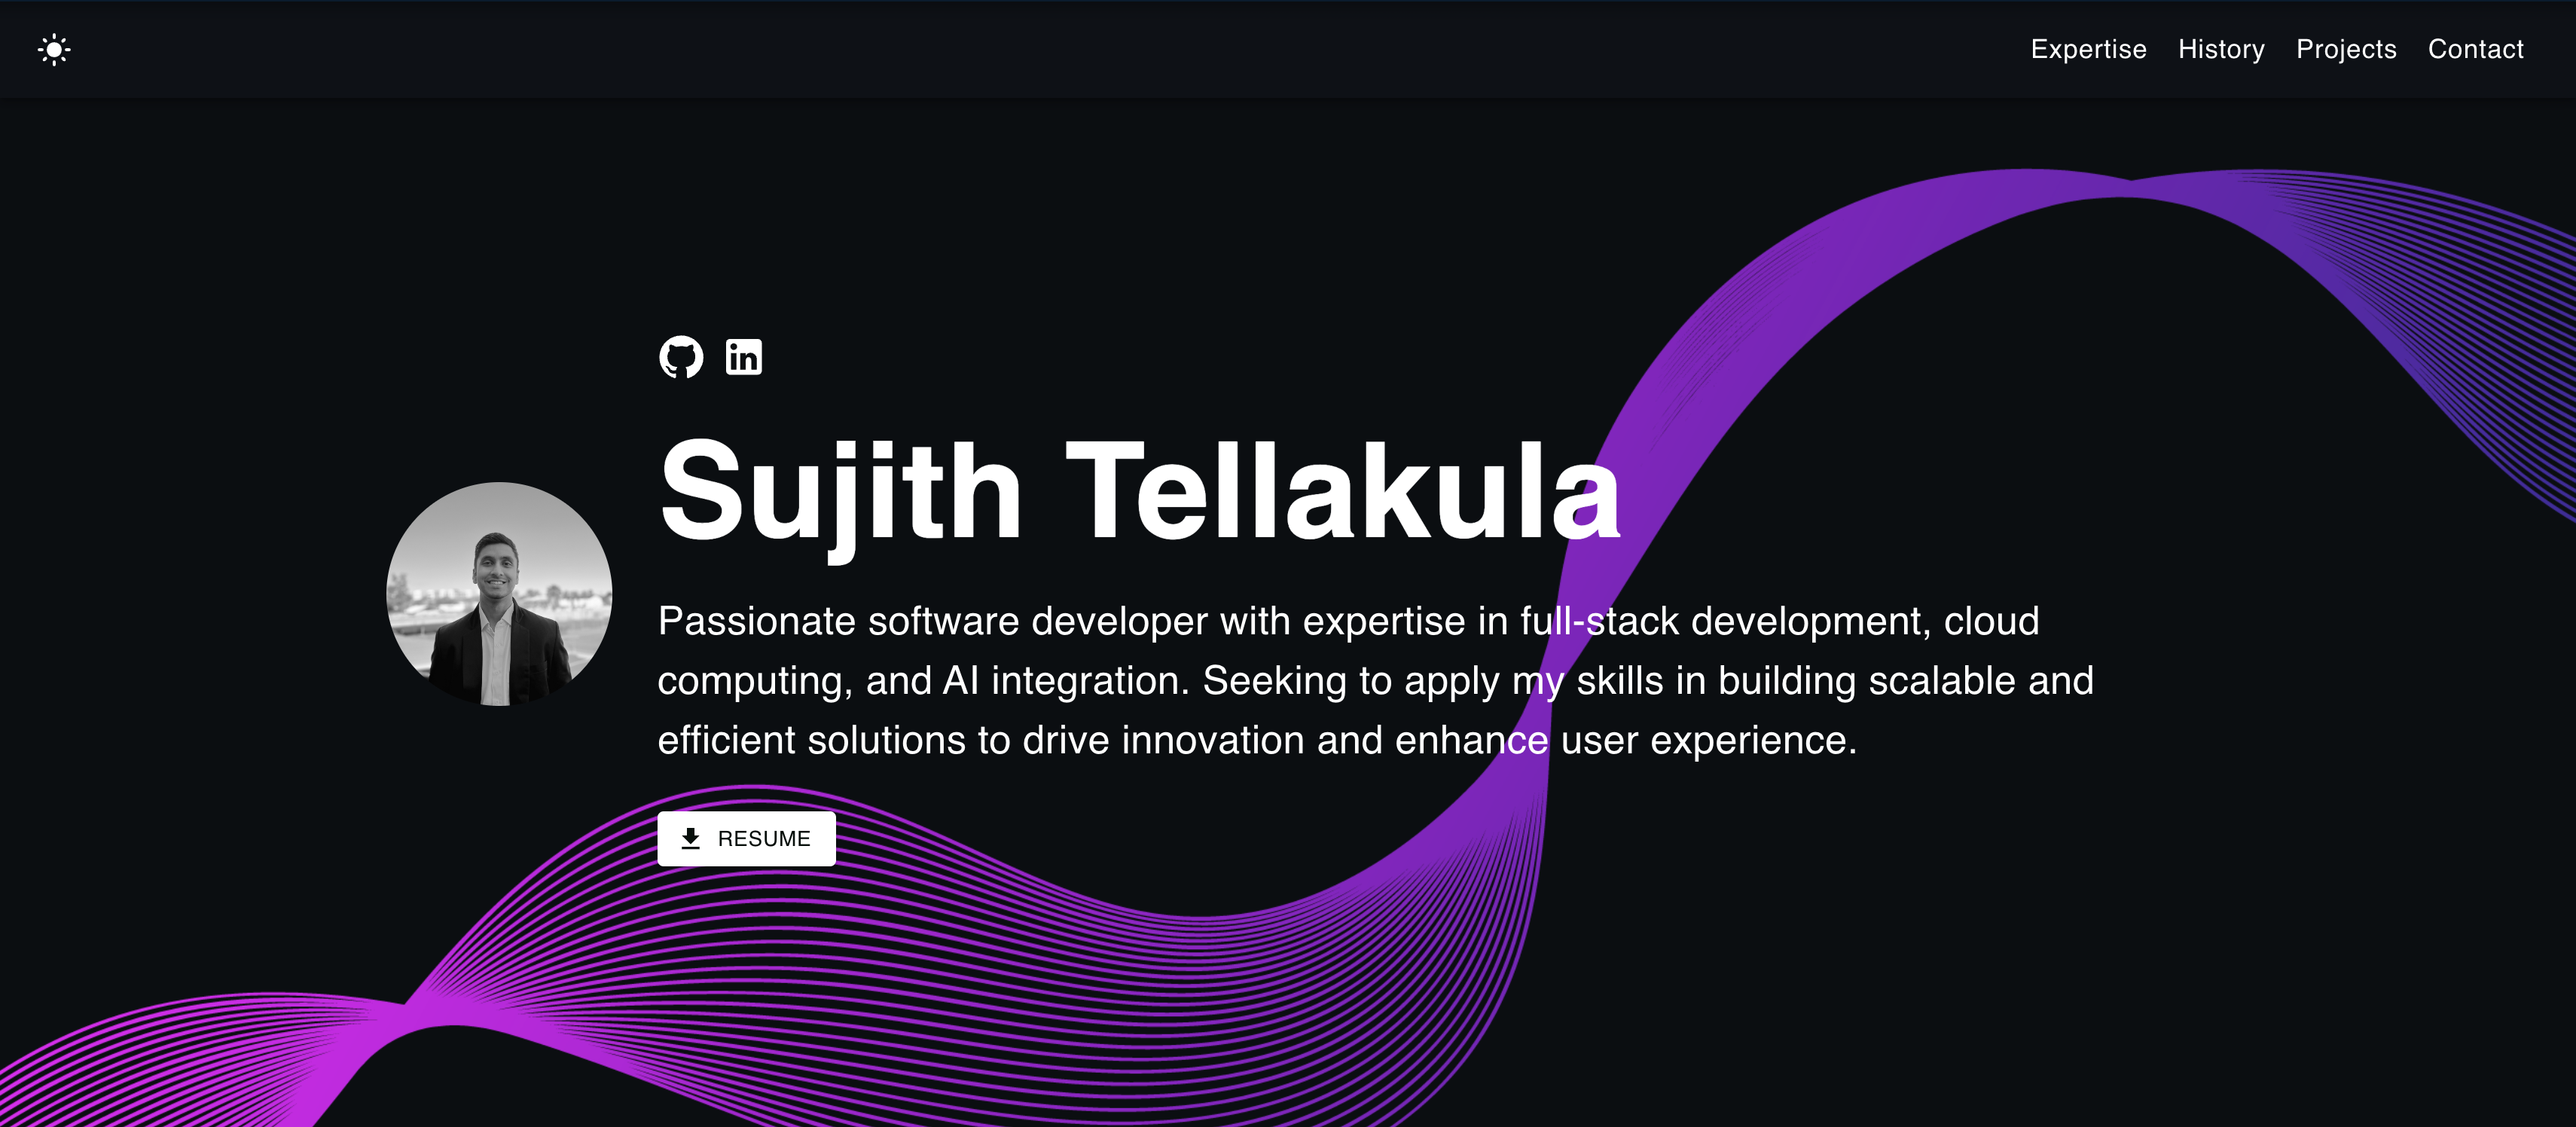 Expertise History Projects Contact
in
Sujith Tellakula
Passionate software developer with expertise in full-stack development, cloud
computing, and AI integration. Seeking to apply my skills in building scalable and
efficient solutions to drive innovation and enhance user experience.
RESUME